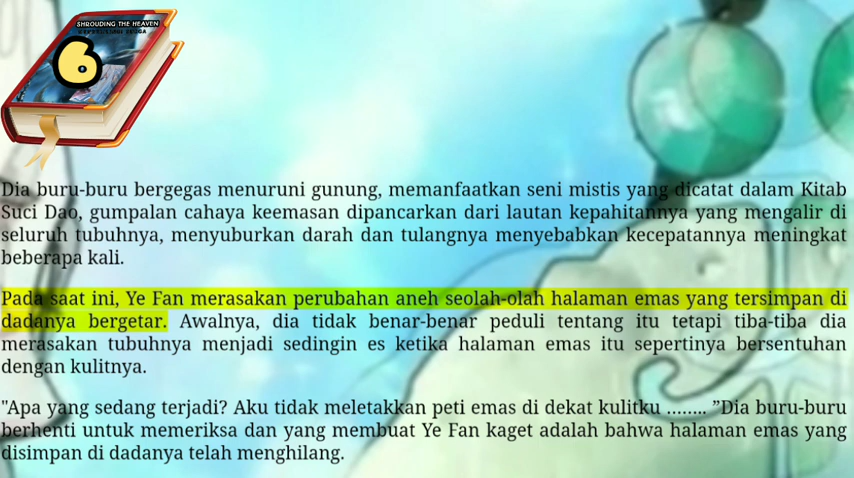 SHROUDING THE HEAVEN
6
Dia buru-buru bergegas menuruni gunung, memanfaatkan seni mistis yang dicatat dalam Kitab
Suci Dao, gumpalan cahaya keemasan dipancarkan dari lautan kepahitannya yang mengalir di
seluruh tubuhnya, menyuburkan darah dan tulangnya menyebabkan kecepatannya meningkat
beberapa kali.
Pada saat ini, Ye Fan merasakan perubahan aneh seolah-olah halaman emas yang tersimpan di
dadanya bergetar. Awalnya, dia tidak benar-benar peduli tentang itu tetapi tiba-tiba dia
merasakan tubuhnya menjadi sedingin es ketika halaman emas itu sepertinya bersentuhan
dengan kulitnya.
"Apa yang sedang terjadi? Aku tidak meletakkan peti emas di dekat kulitku …….. ”Dia buru-buru
berhenti untuk memeriksa dan yang membuat Ye Fan kaget adalah bahwa halaman emas yang
disimpan di dadanya telah menghilang.